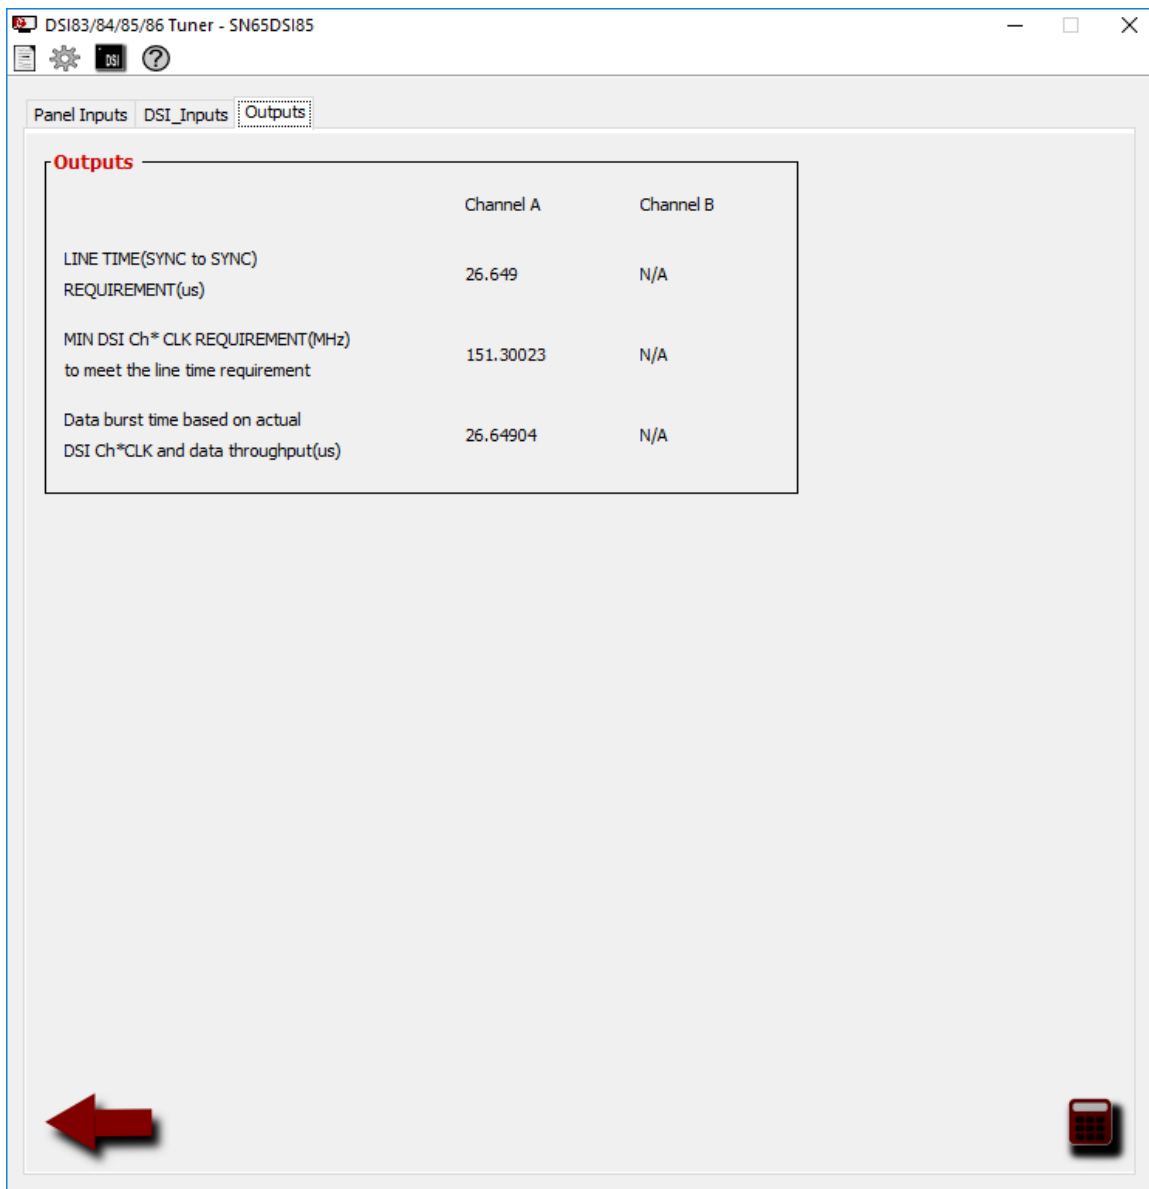 DSI83/84/85/86 Tuner - SN65DSI85
DSI
Panel Inputs DSI_Inputs Outputs
Outputs
Channel A Channel B
LINE TIME(SYNC to SYNC)
REQUIREMENT(us)
26.649 N/A
MIN DSI Ch* CLK REQUIREMENT(MHz)
to meet the line time requirement
151.30023 N/A
Data burst time based on actual
DSI Ch*CLK and data throughput(us)
26.64904 N/A